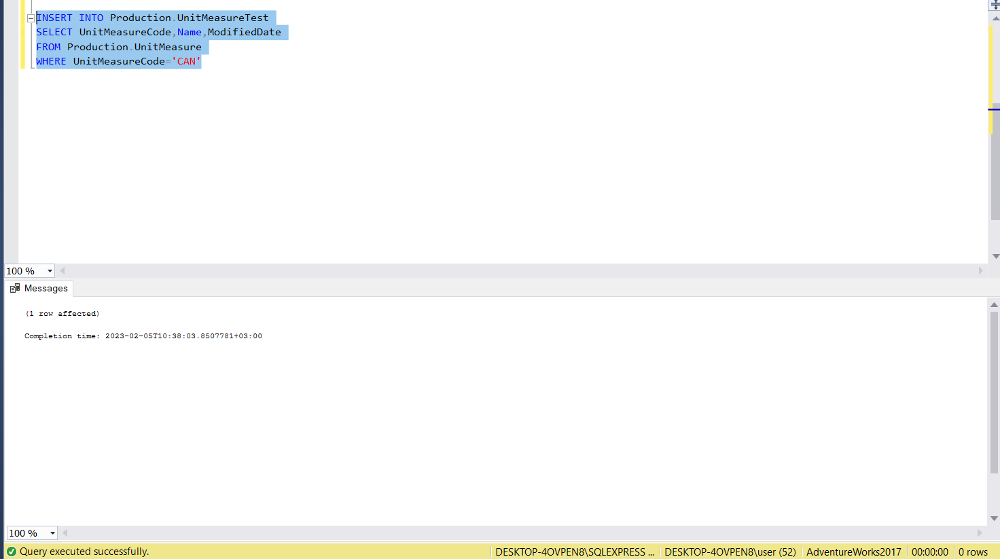 INSERT INTO Production.UnitMeasureTest
SELECT UnitMeasureCode,Name,ModifiedDate
FROM Production.UnitMeasure
WHERE UnitMeasureCode='CAN'
100 %
Messages
(1 row affected)
Completion time: 2023-02-05T10:38:03.8507781+03:00
100 %
Query executed successfully. DESKTOP-4OVPEN8\SQLEXPRESS ... DESKTOP-4OVPEN8\user (52) AdventureWorks2017 00:00:00 0 rows